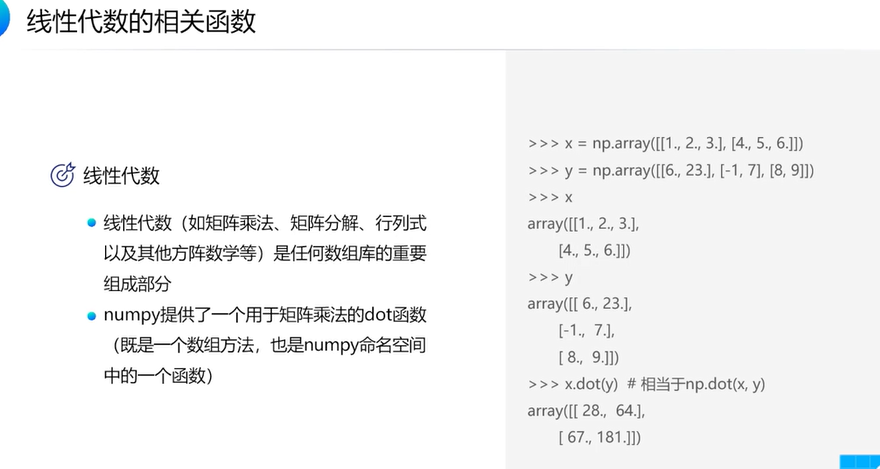 线性代数的相关函数
线性代数
线性代数（如矩阵乘法、矩阵分解、行列式
以及其他方阵数学等）是任何数组库的重要
组成部分
numpy提供了一个用于矩阵乘法的dot函数
（既是一个数组方法，也是numpy命名空间
中的一个函数）
>>> x = np.array([[1., 2., 3.], [4., 5., 6.]])
>>> y = np.array([[6., 23.], [-1, 7], [8, 9]])
>>> x
array([[1., 2., 3.],
[4., 5., 6.]])
>>> y
array([[ 6., 23.],
[-1.,  7.],
[ 8.,  9.]])
>>> x.dot(y)  # 相当于np.dot(x, y)
array([[ 28.,  64.],
[ 67., 181.]])